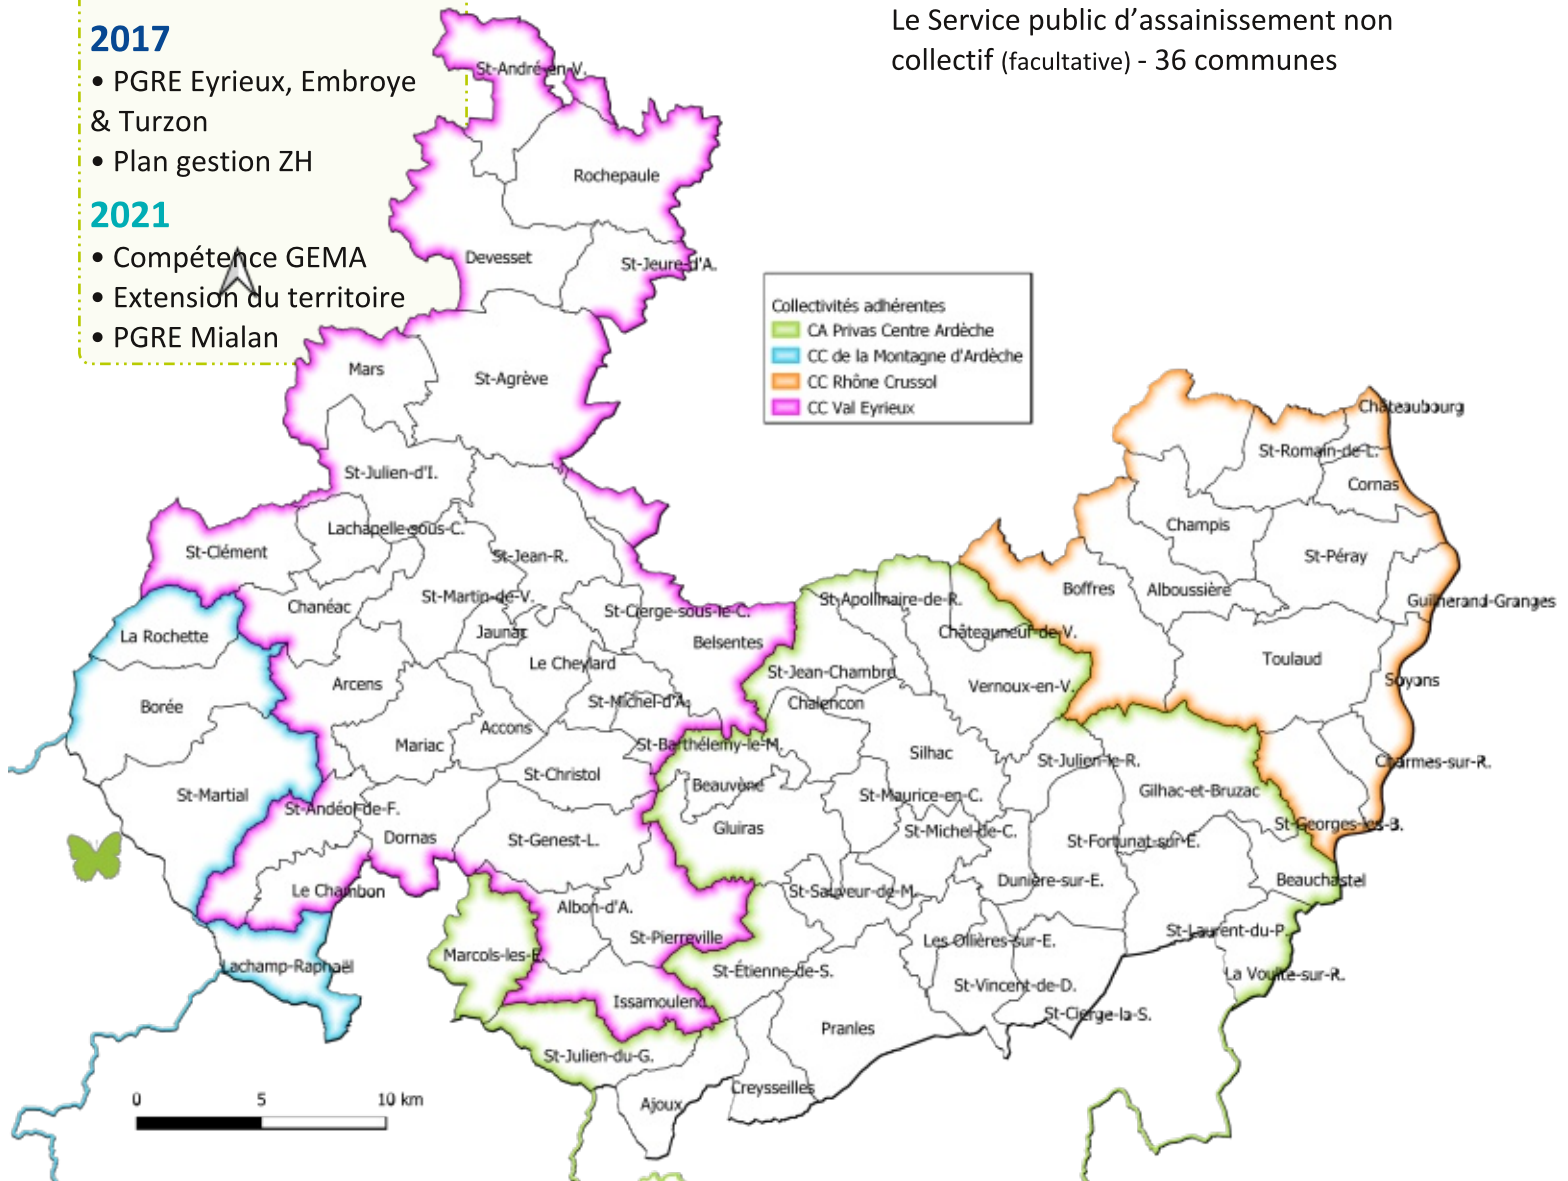 2017
• PGRE Eyrieux, Embroye
& Turzon
• Plan gestion ZH
2021
• Compétence GEMA
• Extension du territoire
• PGRE Mialan
Le Service public d’assainissement non
collectif (facultative) - 36 communes
Collectivités adhérentes
CA Privas Centre Ardèche
CC de la Montagne d'Ardèche
CC Rhône Crussol
CC Val Eyrieux
St-André-en-V.
Rochepaule
Devesset
St-Jeure-d'A.
Mars
St-Agrève
Châteaubourg
St-Romain-de-L.
St-Julien-d'I.
Cornas
Lachapelle-sous-C.
Champis
St-Clément
St-Jean-R.
St-Péray
Boffres
Alboussière
St-Martin-de-V.
St-Apollinaire-de-R.
Guilherand-Granges
Chanéac
St-Cierge-sous-le-C.
La Rochette
Jaunac
Châteauneuf-de-V.
Belsentes
Le Cheylard
Toulaud
St-Jean-Chambre
Arcens
Soyons
Vernoux-en-V.
St-Michel-d'A.
Chalencon
Borée
Accons
Mariac
St-Barthélemy-le-M.
Silhac
St-Julien-le-R.
Charmes-sur-R.
St-Christol
Beauvène
Gilhac-et-Bruzac
St-Martial
St-Maurice-en-C.
St-Andéol-de-F.
St-Georges-les-B.
Gluiras
St-Michel-de-C.
Dornas
St-Genest-L.
St-Fortunat-sur-E.
Dunière-sur-E.
Beauchastel
Le Chambon
St-Sauveur-de-M.
Albon-d'A.
St-Laurent-du-P.
St-Pierreville
Les Ollières-sur-E.
Marcols-les-E.
Lachamp-Raphaël
St-Étienne-de-S.
La Voulte-sur-R.
St-Vincent-de-D.
Issamoulenc
St-Cierge-la-S.
Pranles
St-Julien-du-G.
Creysseilles
Ajoux
0 5 10 km